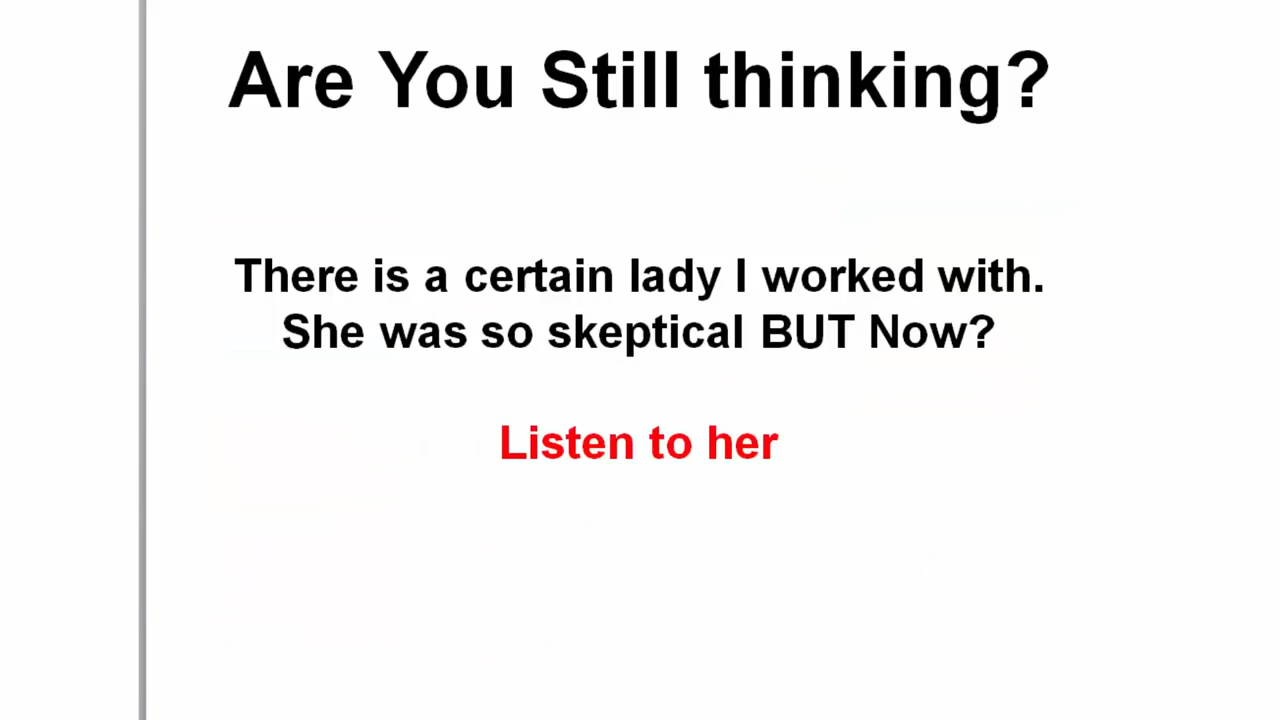 Are You Still thinking?
There is a certain lady I worked with.
She was so skeptical BUT Now?
Listen to her